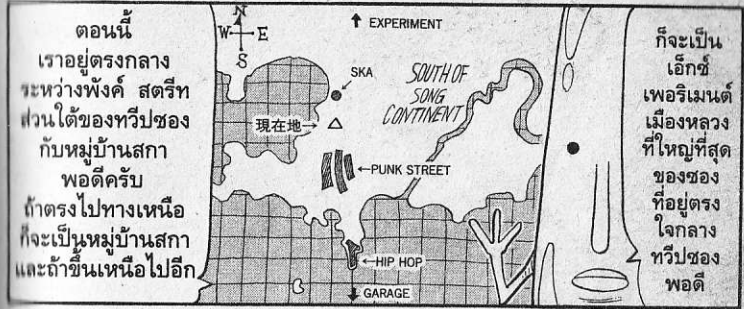 ตอนนี้
เราอยู่ตรงกลาง
ระหว่างพังค์ สตรีท
ส่วนใต้ของทวีปซอง
กับหมู่บ้านสกา
พอดีครับ
ถ้าตรงไปทางเหนือ
ก็จะเป็นหมู่บ้านสกา
และถ้าขึ้นเหนือไปอีก
N
W E
S
↑ EXPERIMENT
SKA
SOUTH OF
SONG
CONTINENT
現在地→ △
←PUNK STREET
←HIP HOP
↓ GARAGE
ก็จะเป็น
เอ็กซ์
เพอริเมนต์
เมืองหลวง
ที่ใหญ่ที่สุด
ของซอง
ที่อยู่ตรง
ใจกลาง
ทวีปซอง
พอดี